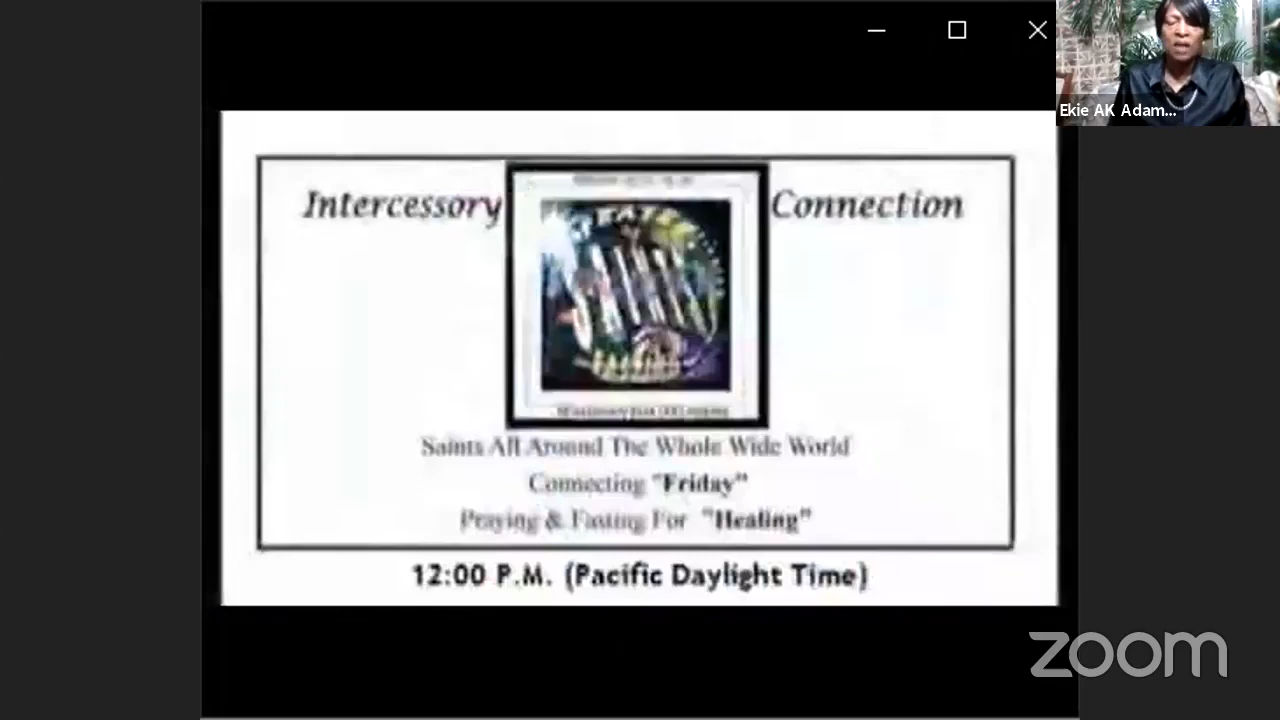 Ekie AK Adam...
Intercessory Connection
Saints All Around The Whole Wide World
Connecting "Friday"
Praying & Fasting For "Healing"
12:00 P.M. (Pacific Daylight Time)
zoom